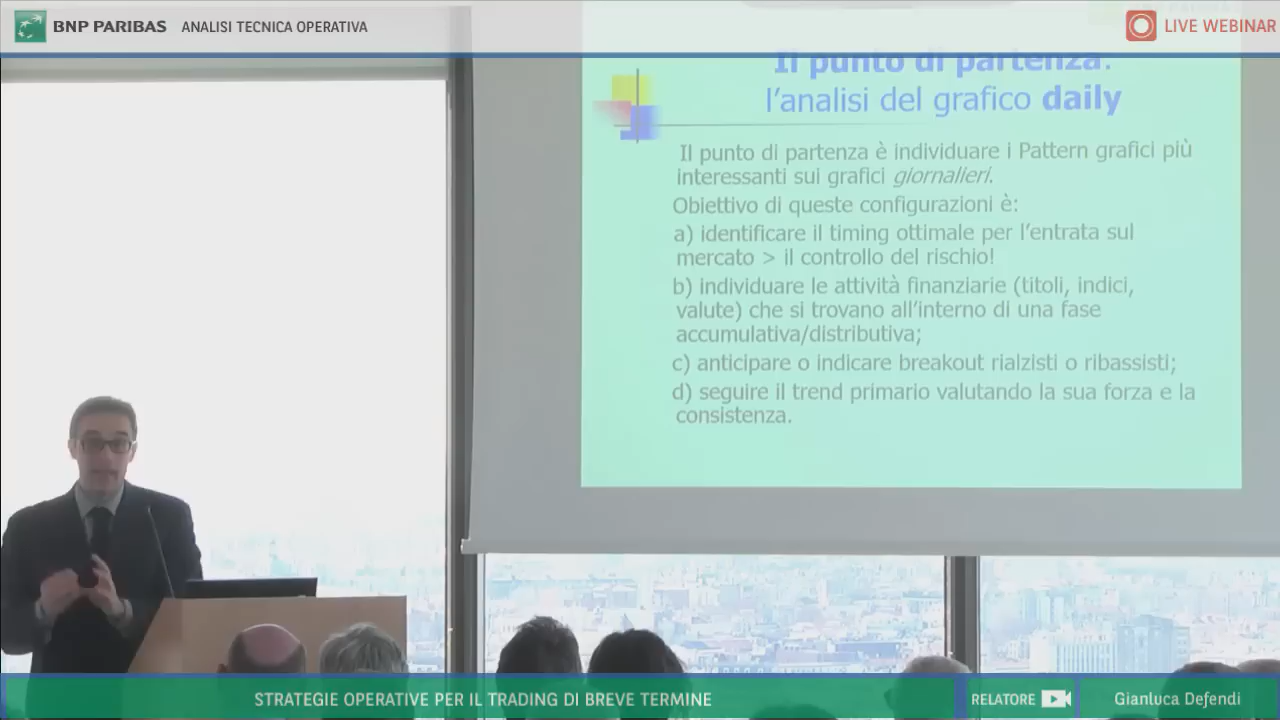 BNP PARIBAS ANALISI TECNICA OPERATIVA
LIVE WEBINAR
Il punto di partenza:
l'analisi del grafico daily
Il punto di partenza è individuare i Pattern grafici più
interessanti sui grafici giornalieri.
Obiettivo di queste configurazioni è:
a) identificare il timing ottimale per l'entrata sul
mercato > il controllo del rischio!
b) individuare le attività finanziarie (titoli, indici,
valute) che si trovano all'interno di una fase
accumulativa/distributiva;
c) anticipare o indicare breakout rialzisti o ribassisti;
d) seguire il trend primario valutando la sua forza e la
consistenza.
STRATEGIE OPERATIVE PER IL TRADING DI BREVE TERMINE
RELATORE
Gianluca Defendi